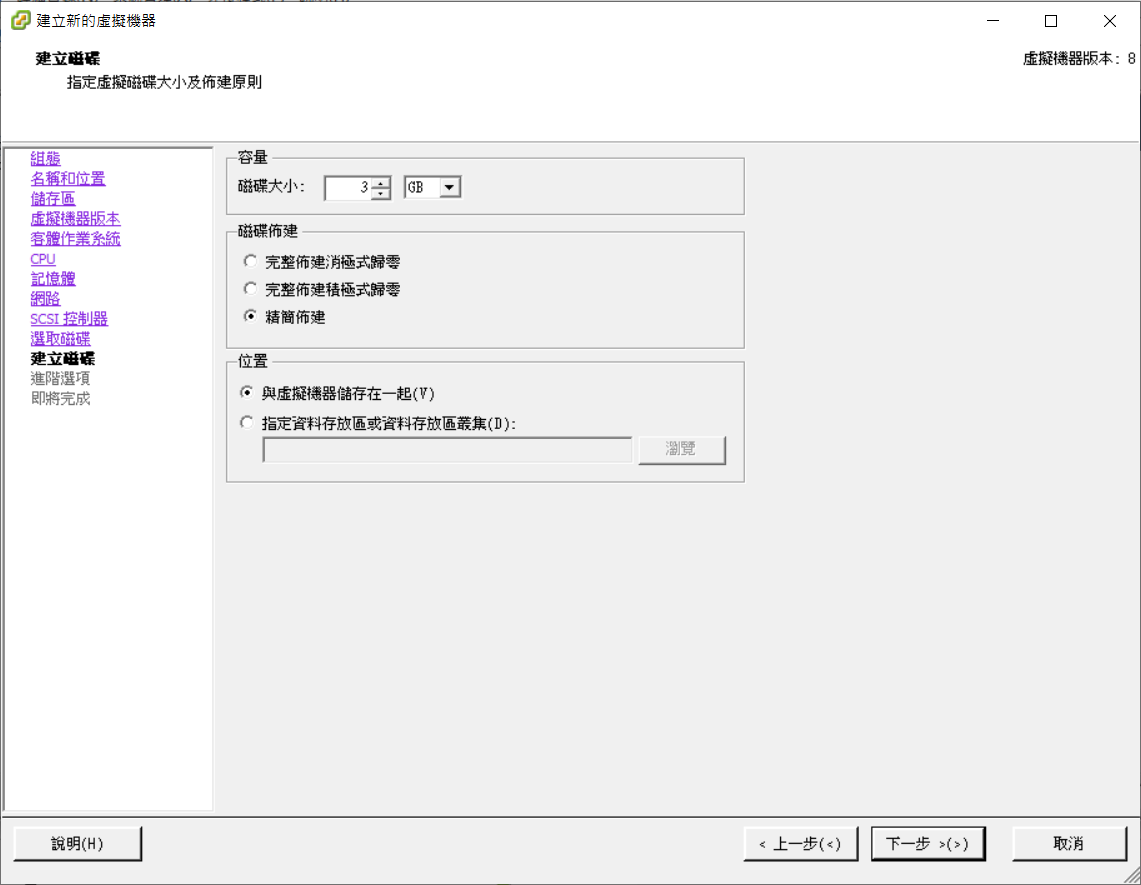 建立新的虛擬機器
建立磁碟
虛擬機器版本: 8
指定虛擬磁碟大小及佈建原則
組態
名稱和位置
儲存區
虛擬機器版本
客體作業系統
CPU
記憶體
網路
SCSI 控制器
選取磁碟
建立磁碟
進階選項
即將完成
容量
磁碟大小: 3 GB
磁碟佈建
完整佈建消極式歸零
完整佈建積極式歸零
精簡佈建
位置
與虛擬機器儲存在一起(V)
指定資料存放區或資料存放區叢集(D):
瀏覽
說明(H)
< 上一步(<)
下一步 >(>)
取消